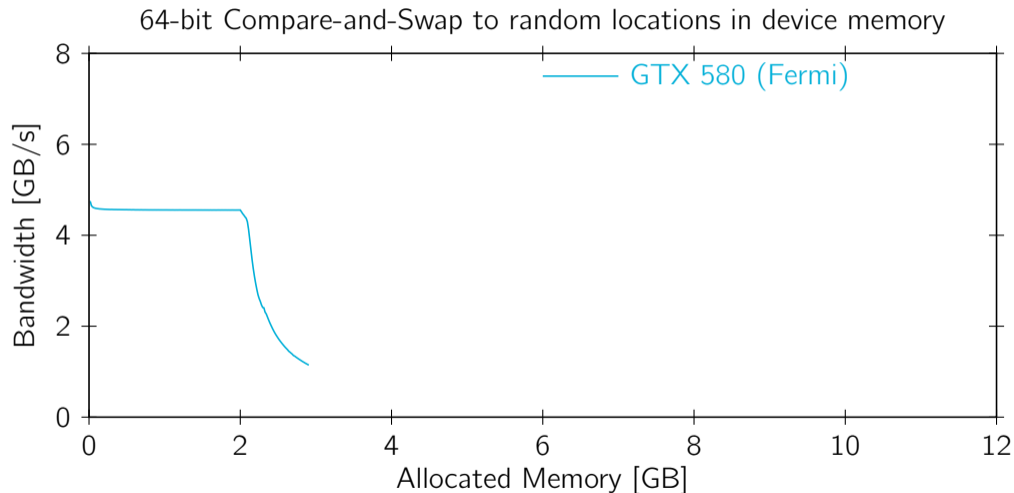 64-bit Compare-and-Swap to random locations in device memory
8
GTX 580 (Fermi)
6
4
2
0
Bandwidth [GB/s]
0 2 4 6 8 10 12
Allocated Memory [GB]